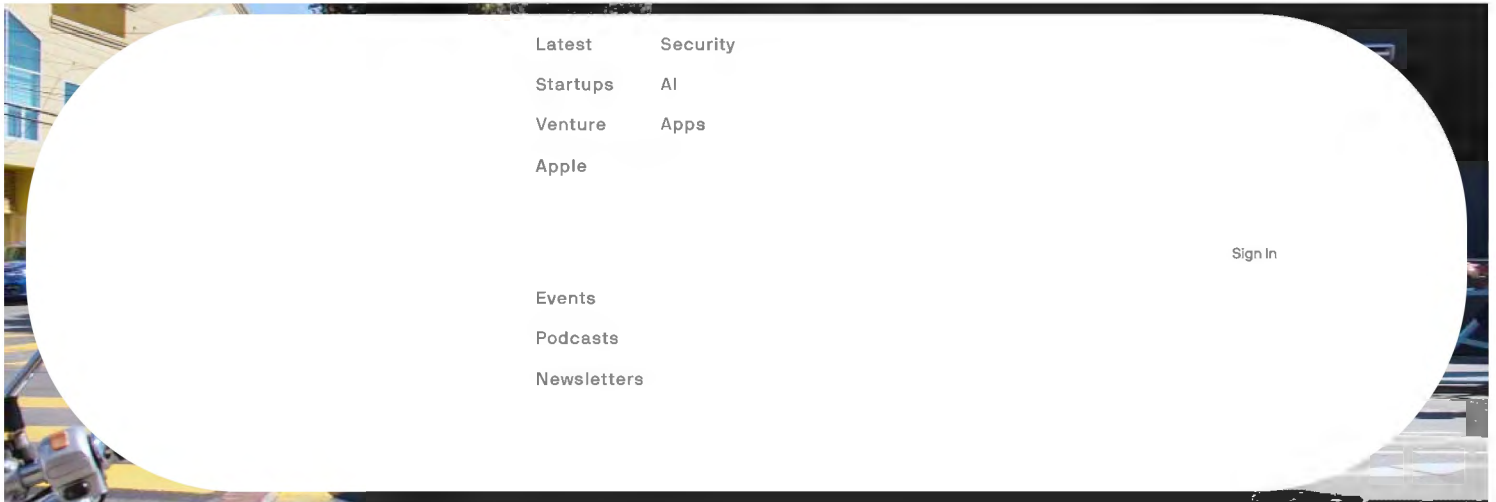 Latest
Startups
Venture
Apple
Security
AI
Apps
Sign In
Events
Podcasts
Newsletters